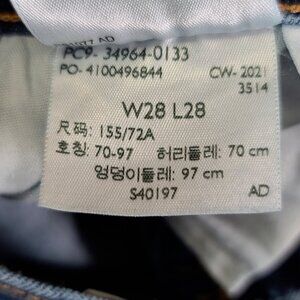 PC9- 34964-0133
PO- 4100496844 CW- 2021
3514
W28 L28
尺码: 155/72A
호칭: 70-97 허리둘레: 70 cm
엉덩이둘레: 97 cm
S40197 AD